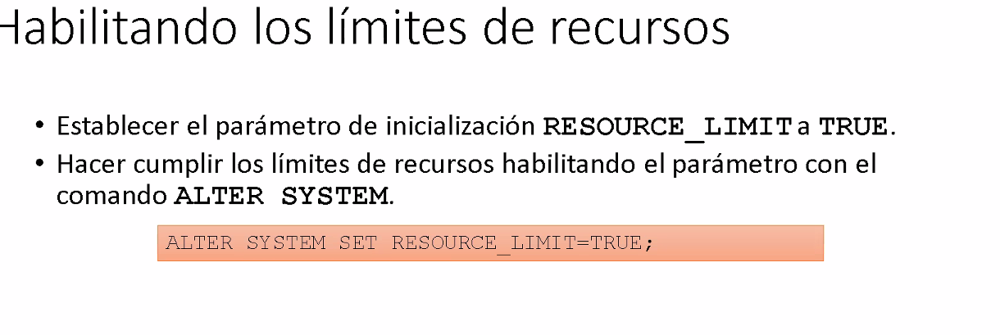 Habilitando los límites de recursos
• Establecer el parámetro de inicialización RESOURCE_LIMIT a TRUE.
• Hacer cumplir los límites de recursos habilitando el parámetro con el
comando ALTER SYSTEM.
ALTER SYSTEM SET RESOURCE_LIMIT=TRUE;